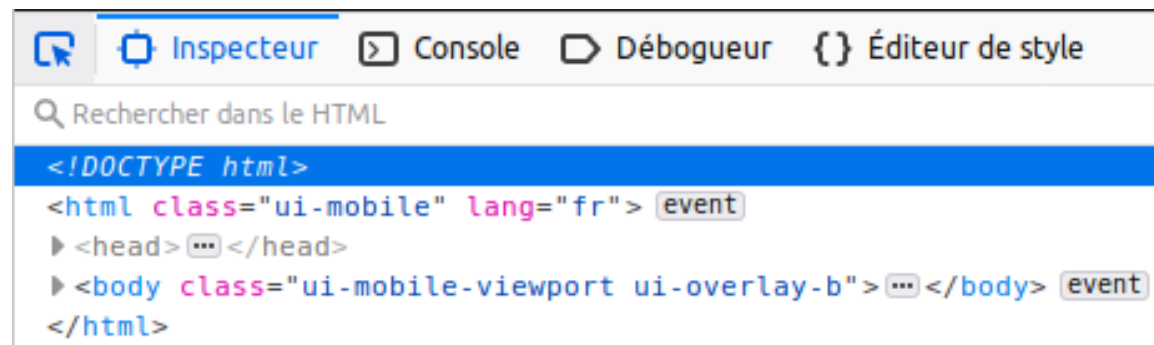 Inspecteur Console Débogueur {} Éditeur de style
Rechercher dans le HTML
<!DOCTYPE html>
<html class="ui-mobile" lang="fr"> event
<head>…</head>
<body class="ui-mobile-viewport ui-overlay-b">…</body> event
</html>